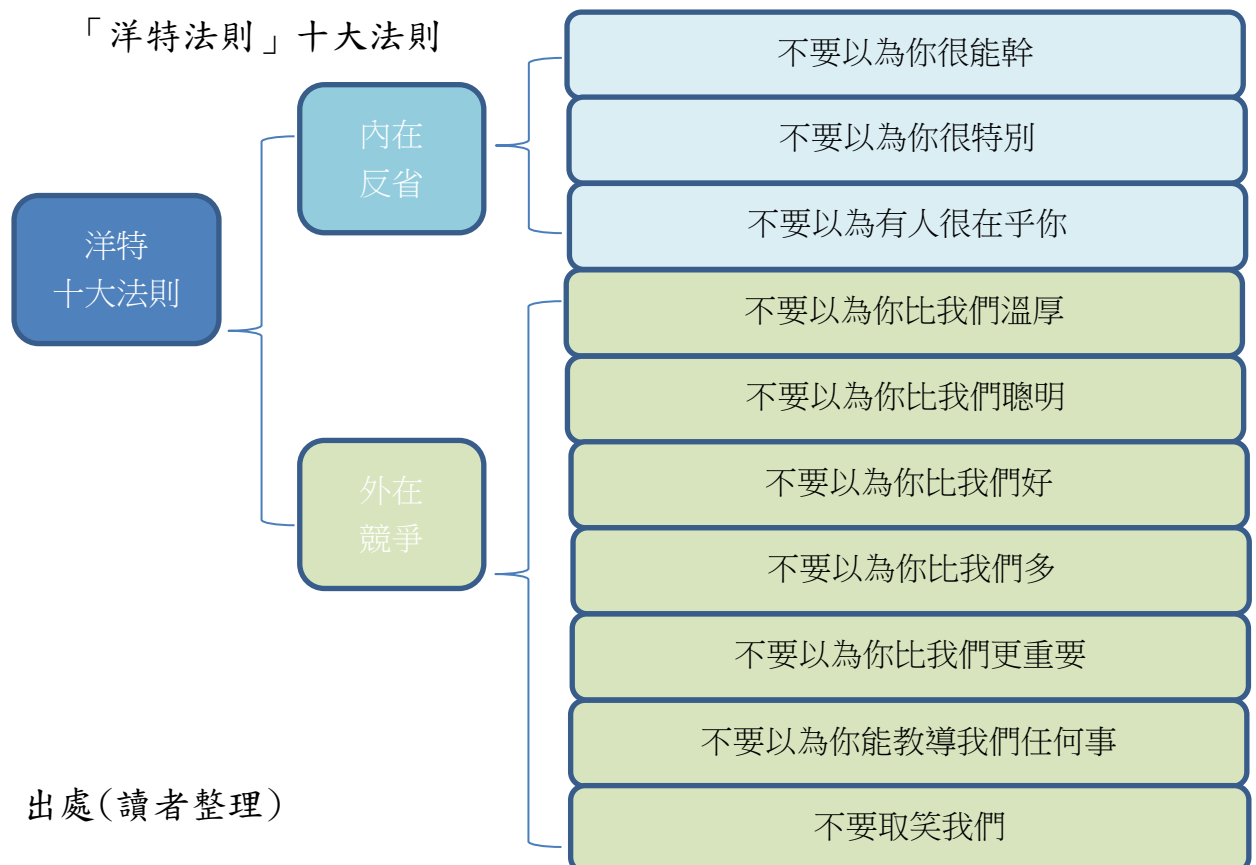 「洋特法則」十大法則
洋特
十大法則
內在
反省
不要以為你很能幹
不要以為你很特別
不要以為有人很在乎你
外在
競爭
不要以為你比我們溫厚
不要以為你比我們聰明
不要以為你比我們好
不要以為你比我們多
不要以為你比我們更重要
不要以為你能教導我們任何事
不要取笑我們
出處(讀者整理)